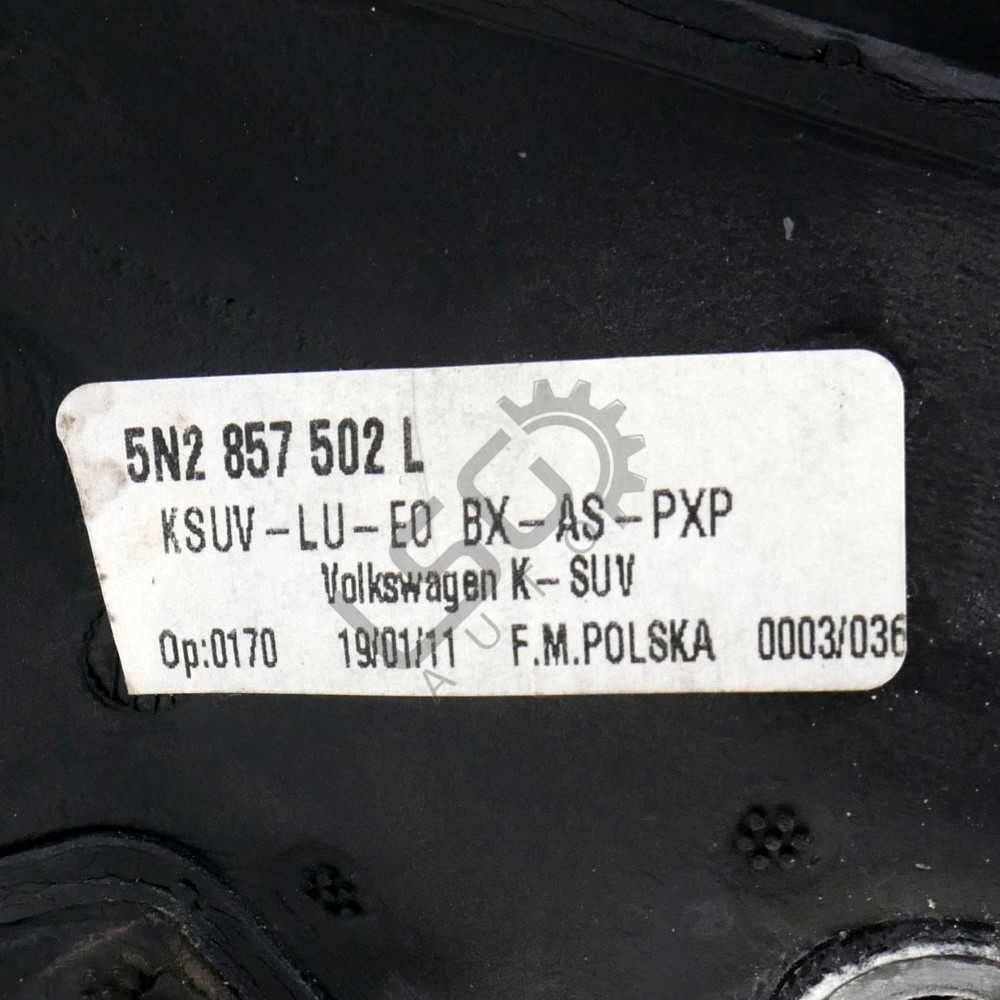 5N2 857 502 L
KSUV-LU-EO BX-AS-PXP
Volkswagen K-SUV
Op:0170 19/01/11 F.M.POLSKA 0003/036
AUTO